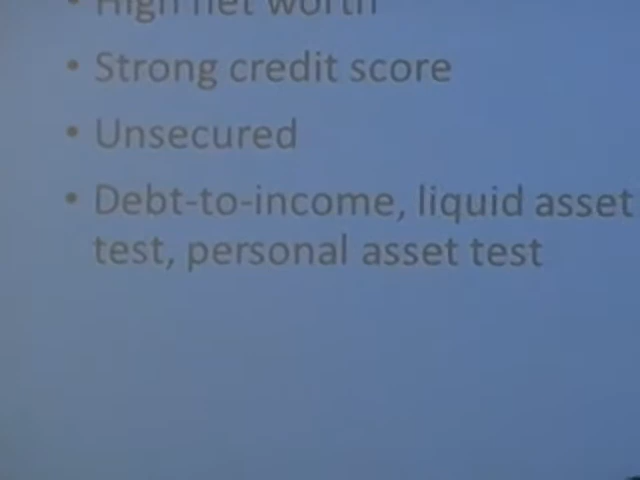 • High net worth
• Strong credit score
• Unsecured
• Debt-to-income, liquid asset
test, personal asset test